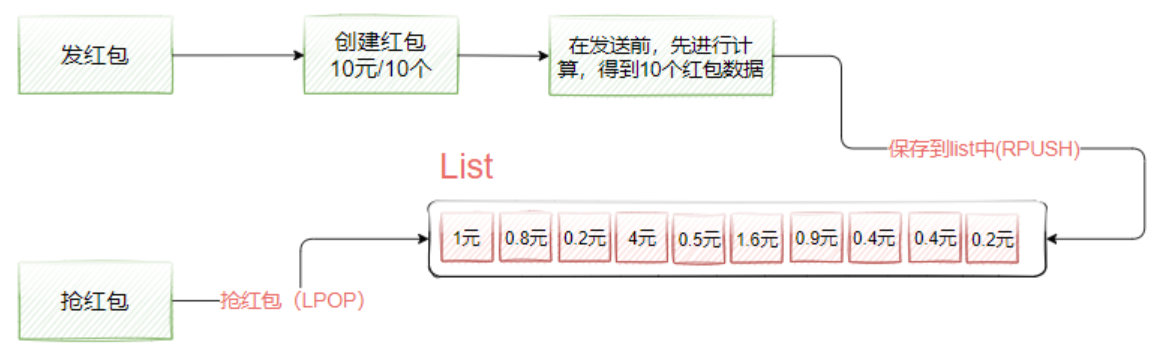 发红包
创建红包
10元/10个
在发送前，先进行计
算，得到10个红包数据
保存到list中(RPUSH)
List
1元
0.8元
0.2元
4元
0.5元
1.6元
0.9元
0.4元
0.4元
0.2元
抢红包
抢红包（LPOP）